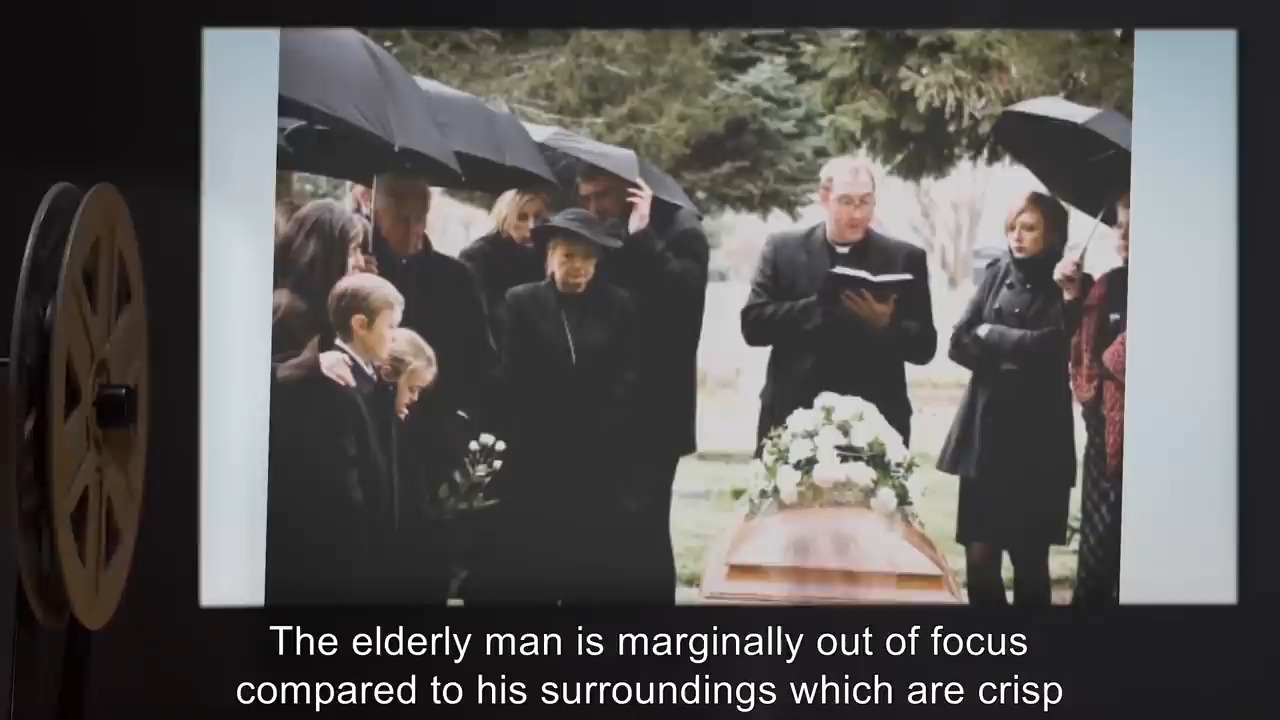 The elderly man is marginally out of focus
compared to his surroundings which are crisp